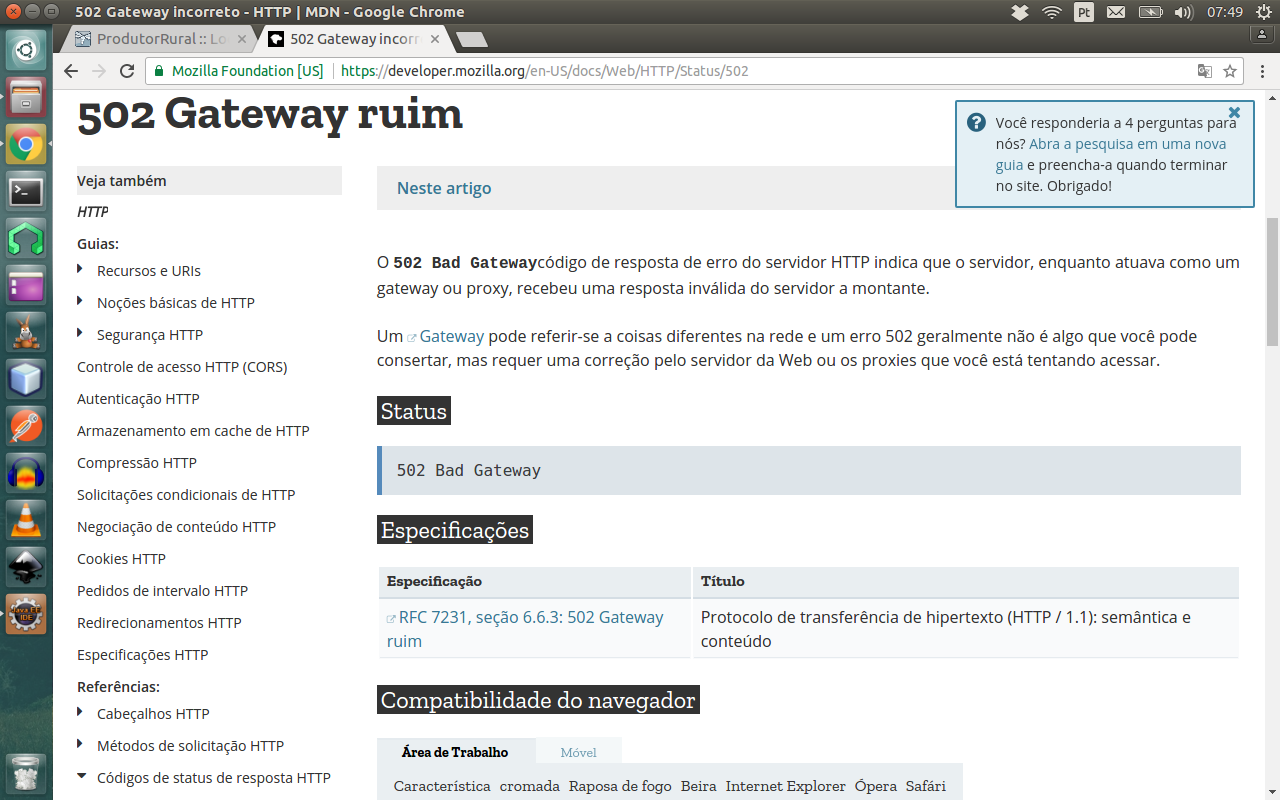 502 Gateway incorreto - HTTP | MDN - Google Chrome
Pt
07:49
ProdutorRural :: Lo
502 Gateway incorr
Mozilla Foundation [US]
https://developer.mozilla.org/en-US/docs/Web/HTTP/Status/502
502 Gateway ruim
Você responderia a 4 perguntas para
nós? Abra a pesquisa em uma nova
guia e preencha-a quando terminar
no site. Obrigado!
Veja também
HTTP
Guias:
Recursos e URIs
Noções básicas de HTTP
Segurança HTTP
Controle de acesso HTTP (CORS)
Autenticação HTTP
Armazenamento em cache de HTTP
Compressão HTTP
Solicitações condicionais de HTTP
Negociação de conteúdo HTTP
Cookies HTTP
Pedidos de intervalo HTTP
Redirecionamentos HTTP
Especificações HTTP
Referências:
Cabeçalhos HTTP
Métodos de solicitação HTTP
Códigos de status de resposta HTTP
Neste artigo
O 502 Bad Gatewaycódigo de resposta de erro do servidor HTTP indica que o servidor, enquanto atuava como um
gateway ou proxy, recebeu uma resposta inválida do servidor a montante.
Um Gateway pode referir-se a coisas diferentes na rede e um erro 502 geralmente não é algo que você pode
consertar, mas requer uma correção pelo servidor da Web ou os proxies que você está tentando acessar.
Status
502 Bad Gateway
Especificações
Especificação Título
RFC 7231, seção 6.6.3: 502 Gateway
ruim
Protocolo de transferência de hipertexto (HTTP / 1.1): semântica e
conteúdo
Compatibilidade do navegador
Área de Trabalho Móvel
Característica cromada Raposa de fogo Beira Internet Explorer Ópera Safári
Java EE
IDE